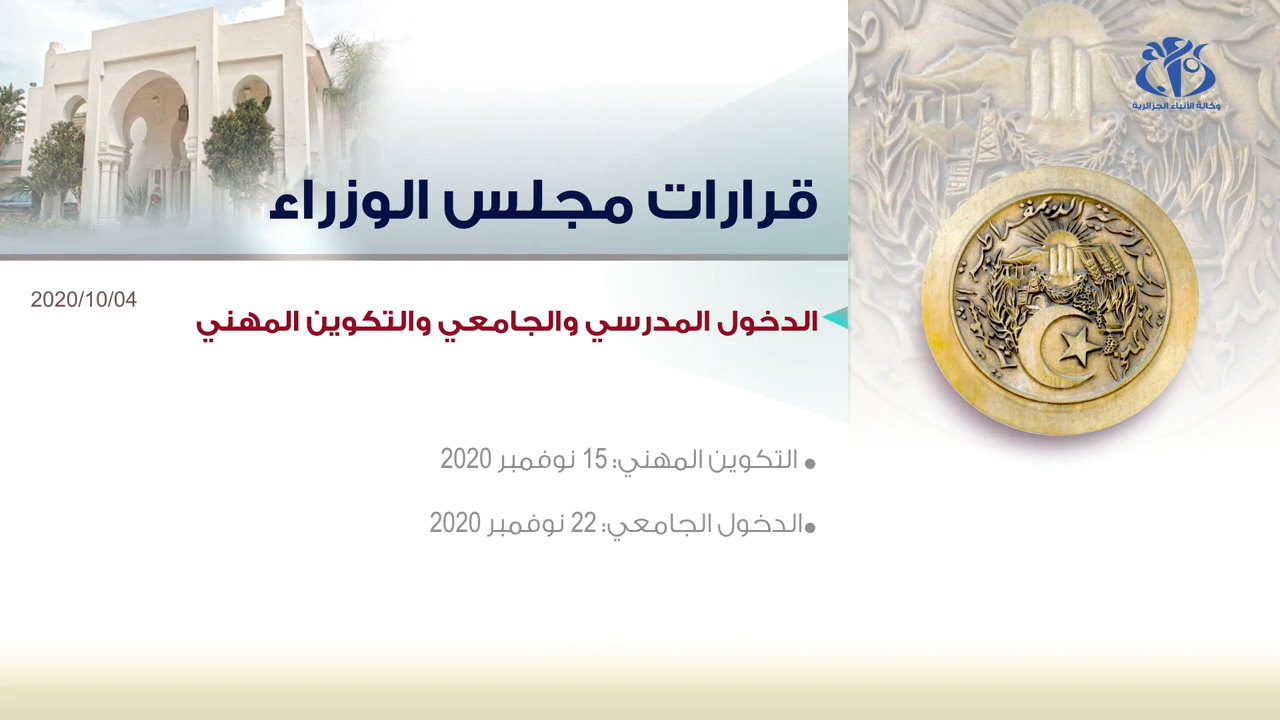 وكالة الأنباء الجزائرية
قرارات مجلس الوزراء
2020/10/04
الدخول المدرسي والجامعي والتكوين المهني
● التكوين المهني: 15 نوفمبر 2020
●الدخول الجامعي: 22 نوفمبر 2020